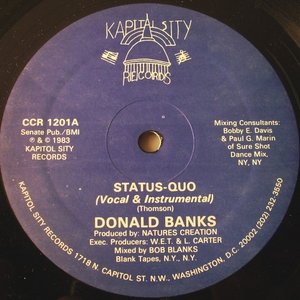 KAPITOL SITY
RECORDS
CCR 1201A
Senate Pub./BMI
℗ & © 1983
KAPITOL SITY
RECORDS
Mixing Consultants:
Bobby E. Davis
& Paul G. Marin
of Sure Shot
Dance Mix,
NY, NY
STATUS-QUO
(Vocal & Instrumental)
(Thomson)
DONALD BANKS
Produced by: NATURES CREATION
Exec. Producers: W.E.T. & L. CARTER
Mixed by BOB BLANKS
Blank Tapes, N.Y., N.Y.
KAPITOL SITY RECORDS 1718 N. CAPITOL ST. N.W., WASHINGTON, D.C. 20002 (202) 232-3550